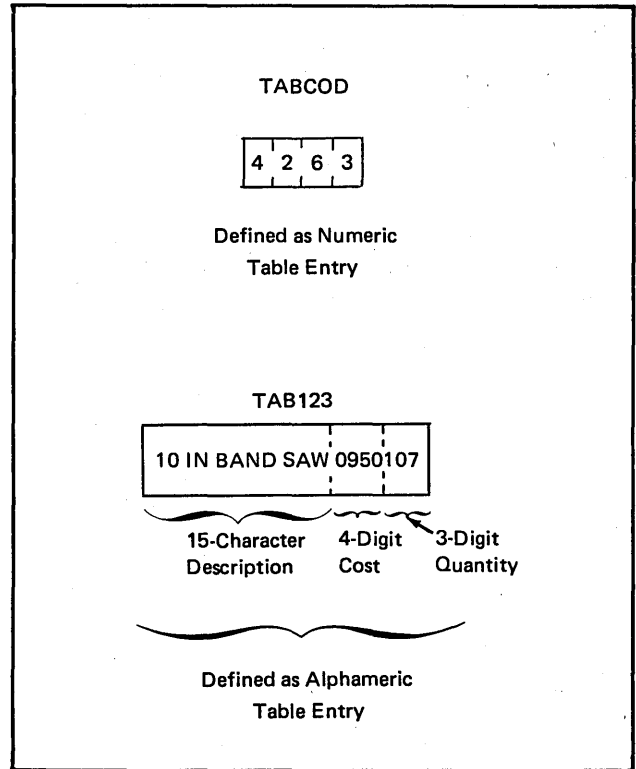 TABCOD
4 2 6 3
Defined as Numeric
Table Entry
TAB123
10 IN BAND SAW 0950107
15-Character 4-Digit 3-Digit
Description Cost Quantity
Defined as Alphameric
Table Entry